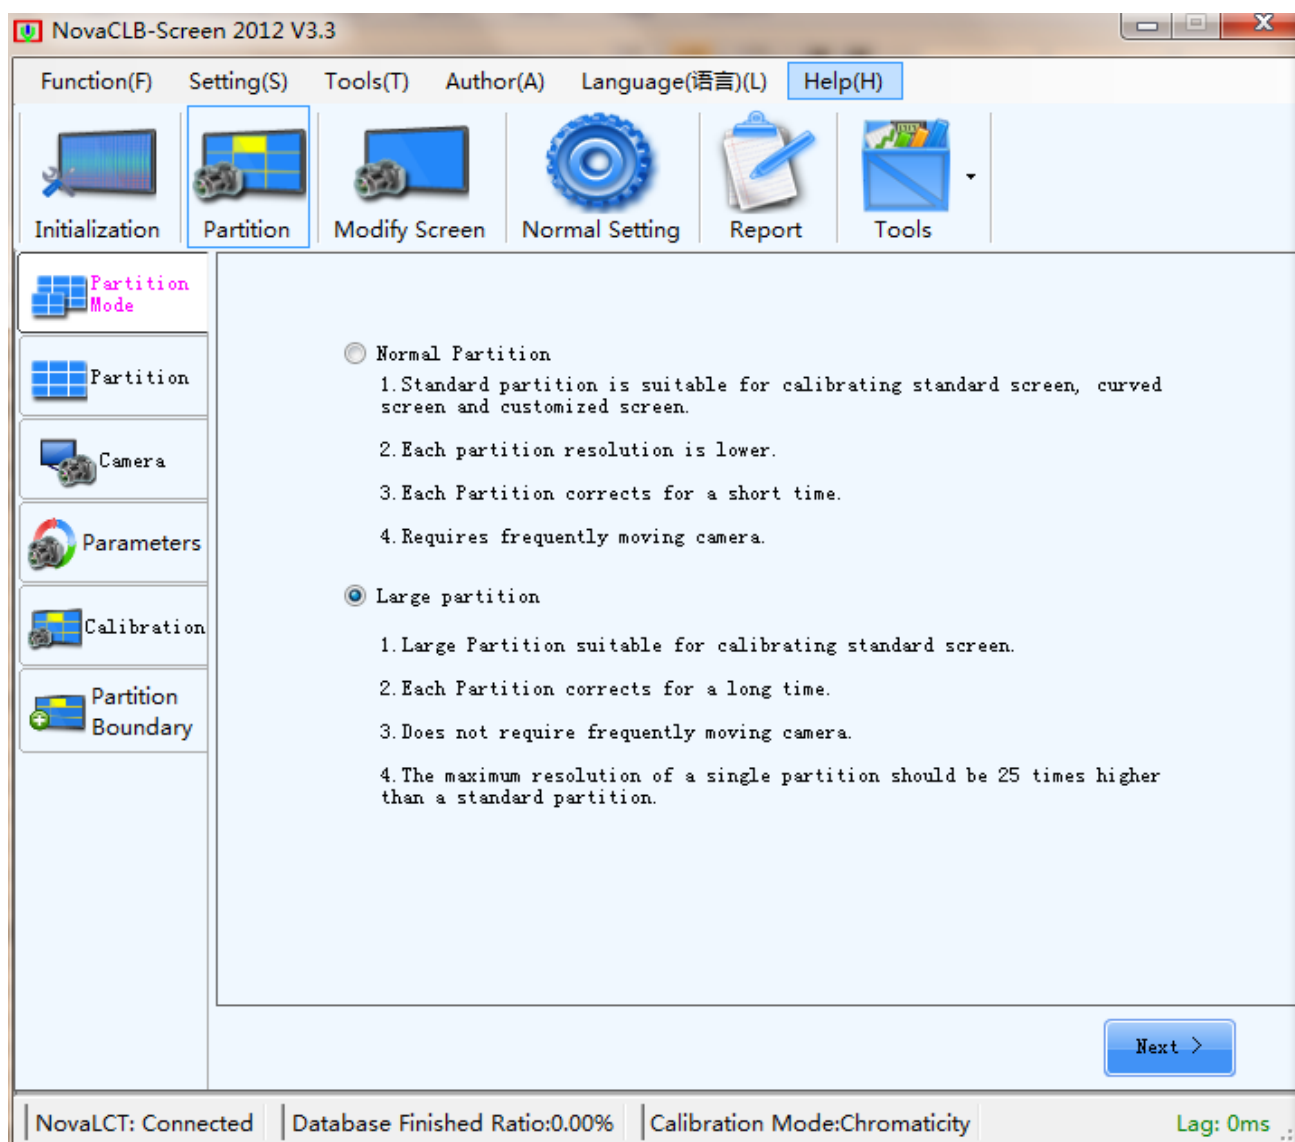 NovaCLB-Screen 2012 V3.3
Function(F) Setting(S) Tools(T) Author(A) Language(语言)(L) Help(H)
Initialization Partition Modify Screen Normal Setting Report Tools
Partition
Mode
Partition
Camera
Parameters
Calibration
Partition
Boundary
Normal Partition
1.Standard partition is suitable for calibrating standard screen, curved
screen and customized screen.
2.Each partition resolution is lower.
3.Each Partition corrects for a short time.
4.Requires frequently moving camera.
Large partition
1.Large Partition suitable for calibrating standard screen.
2.Each Partition corrects for a long time.
3.Does not require frequently moving camera.
4.The maximum resolution of a single partition should be 25 times higher
than a standard partition.
Next >
NovaLCT: Connected Database Finished Ratio:0.00% Calibration Mode:Chromaticity Lag: 0ms